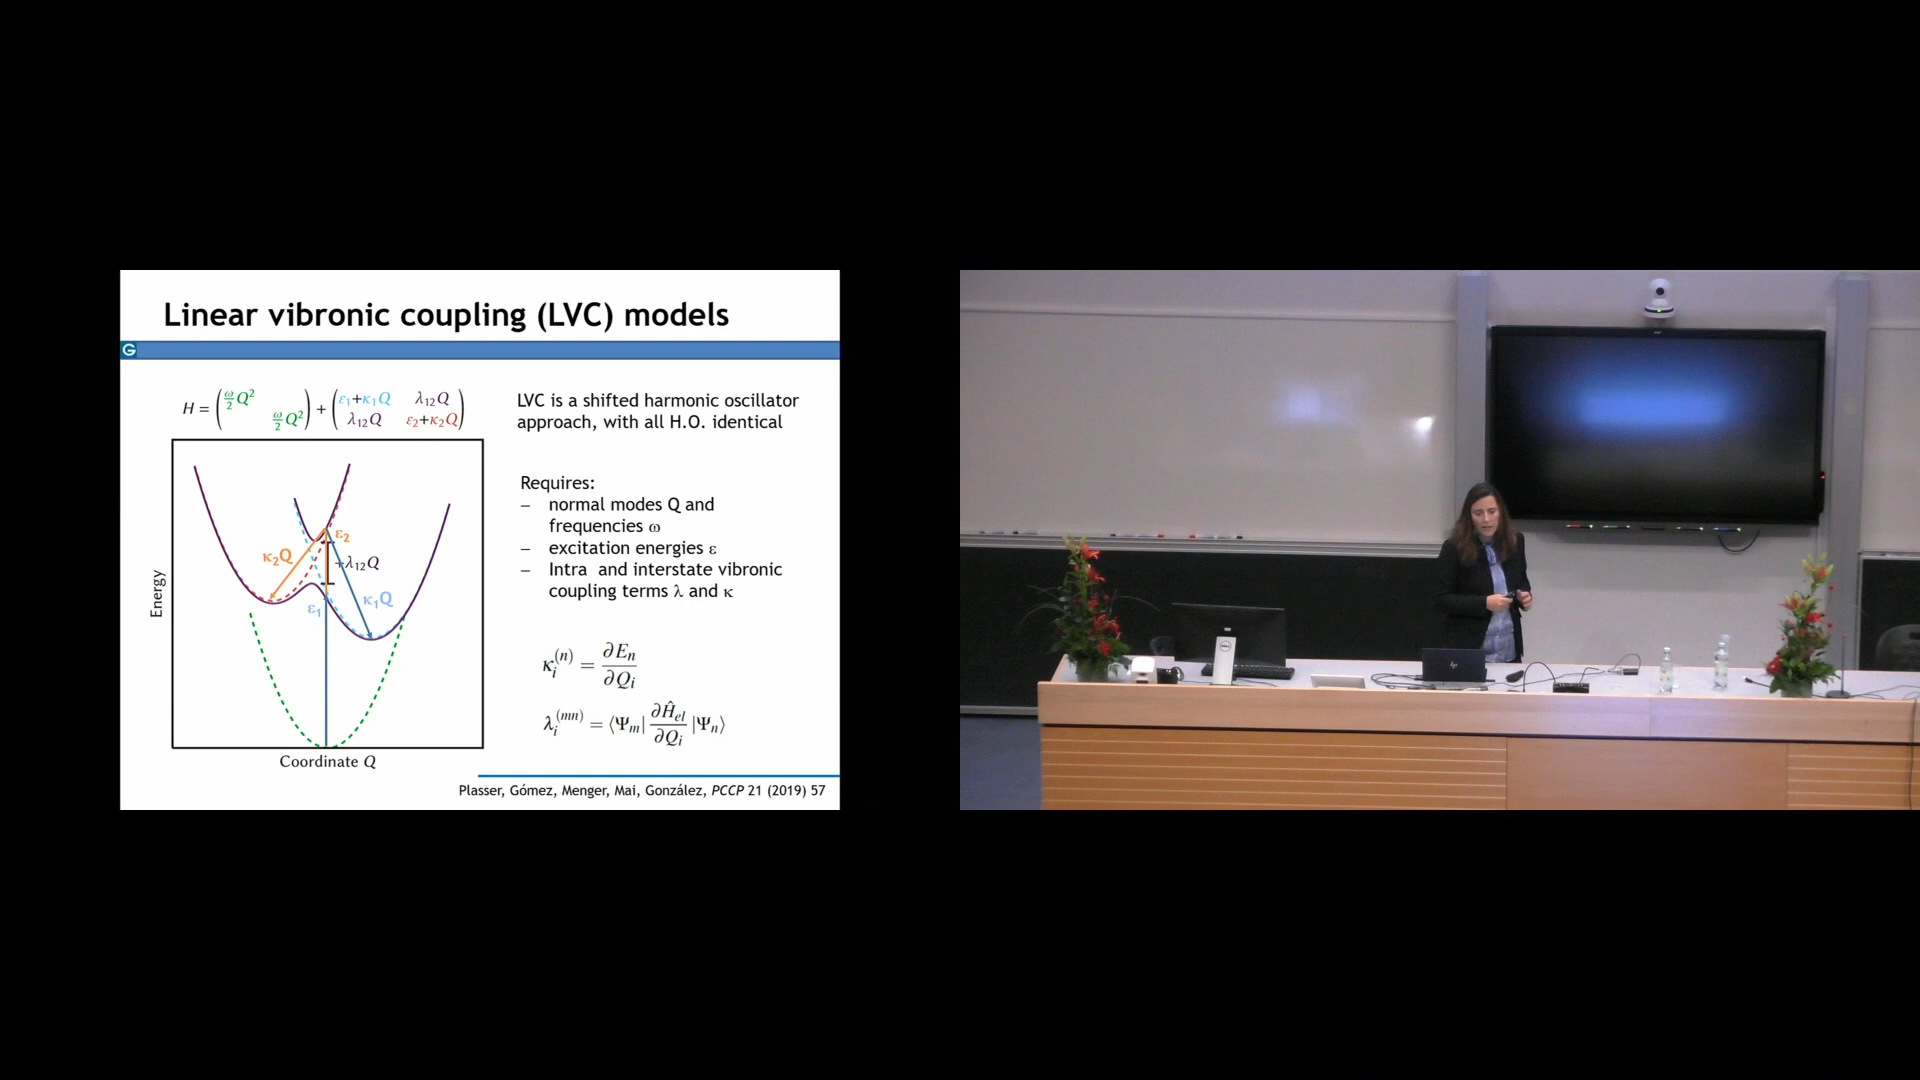 Linear vibronic coupling (LVC) models
G
H = ( ω/2 Q² ω/2 Q² ) + ( ε₁+κ₁Q λ₁₂Q
λ₁₂Q ε₂+κ₂Q )
LVC is a shifted harmonic oscillator
approach, with all H.O. identical
Energy
ε₂
κ₂Q
+λ₁₂Q
κ₁Q
ε₁
Coordinate Q
Requires:
– normal modes Q and
frequencies ω
– excitation energies ε
– Intra and interstate vibronic
coupling terms λ and κ
κᵢ⁽ⁿ⁾ = ∂Eₙ/∂Qᵢ
λᵢ⁽ᵐⁿ⁾ = ⟨Ψₘ| ∂Ĥₑₗ/∂Qᵢ |Ψₙ⟩
Plasser, Gómez, Menger, Mai, González, PCCP 21 (2019) 57
DELL
hp